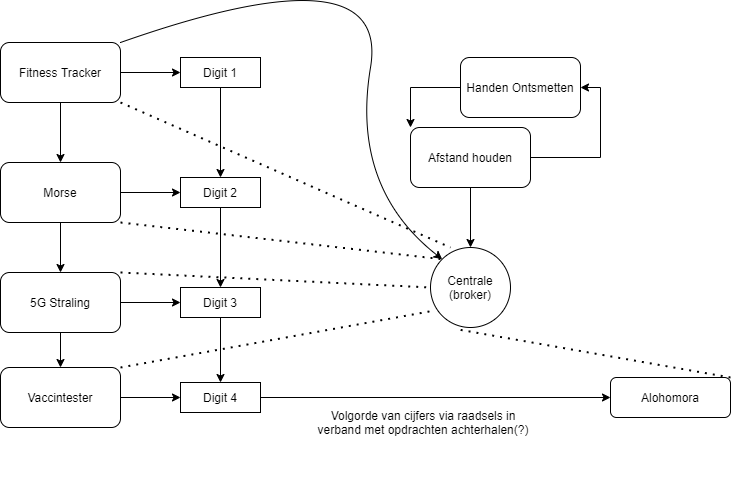 Fitness Tracker
Digit 1
Handen Ontsmetten
Afstand houden
Morse
Digit 2
Centrale
(broker)
5G Straling
Digit 3
Vaccintester
Digit 4
Alohomora
Volgorde van cijfers via raadsels in
verband met opdrachten achterhalen(?)